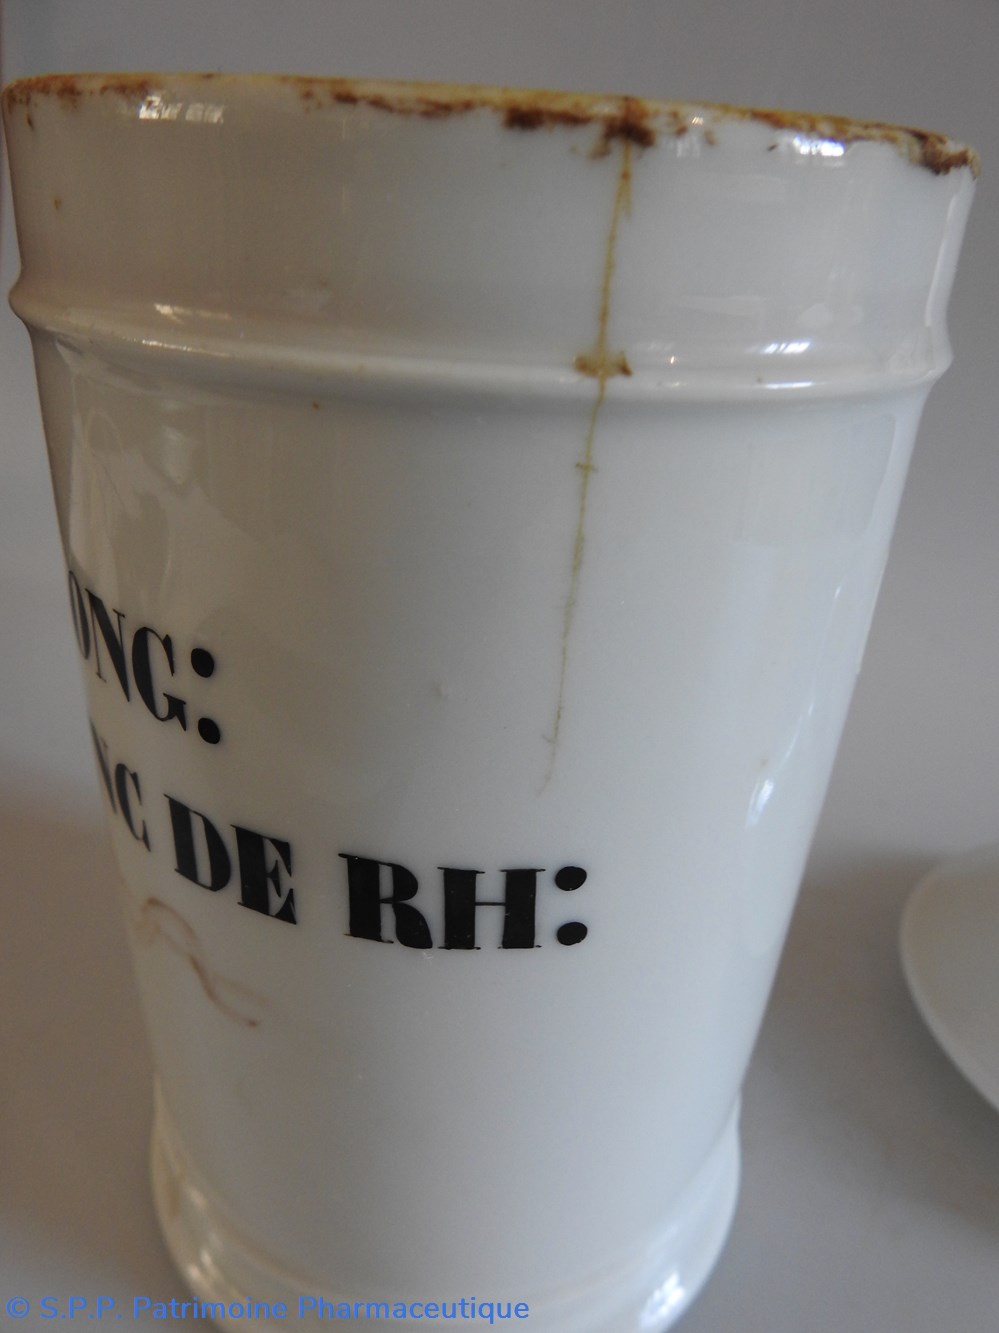 ONG:
NC DE RH:
© S.P.P. Patrimoine Pharmaceutique